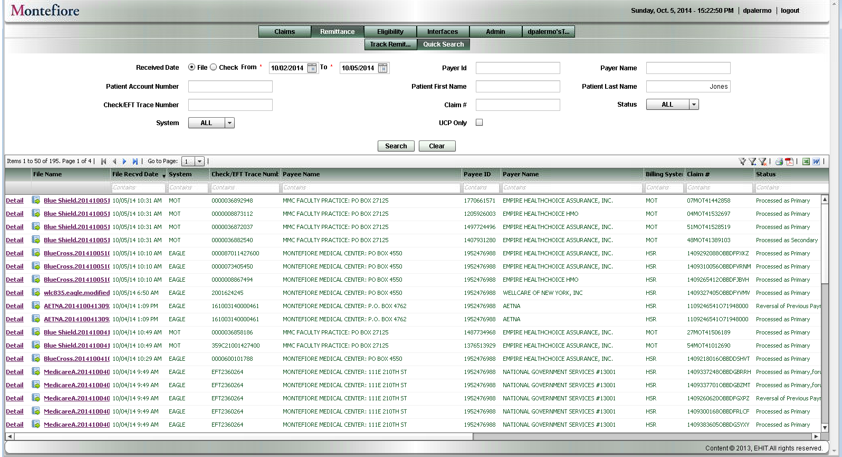 Montefiore
Sunday, Oct. 5, 2014 - 15:22:50 PM | dpalermo | logout
Claims Remittance Eligibility Interfaces Admin dpalermo'sT...
Track Remit... Quick Search
Received Date File Check From * 10/02/2014 To * 10/05/2014 Payer Id Payer Name
Patient Account Number Patient First Name Patient Last Name Jones
Check/EFT Trace Number Claim # Status ALL
System ALL UCP Only
Search Clear
Items 1 to 50 of 195. Page 1 of 4 | Go to Page: 1
File Name File Recvd Date System Check/EFT Trace Numt Payee Name Payee ID Payer Name Billing System Claim # Status
Contains Contains Contains Contains Contains Contains Contains Contains Contains Contains
Detail Blue Shield.201410051 10/05/14 10:31 AM MOT 0000036892948 MMC FACULTY PRACTICE: PO BOX 27125 1770661571 EMPIRE HEALTHCHOICE ASSURANCE, INC. MOT 07MOT41442858 Processed as Primary
Detail Blue Shield.201410051 10/05/14 10:31 AM MOT 0000008873112 MMC FACULTY PRACTICE: PO BOX 27125 1205926003 EMPIRE HEALTHCHOICE HMO MOT 04MOT41532697 Processed as Primary
Detail Blue Shield.201410051 10/05/14 10:31 AM MOT 0000036872037 MMC FACULTY PRACTICE: PO BOX 27125 1497724496 EMPIRE HEALTHCHOICE ASSURANCE, INC. MOT 51MOT41528519 Processed as Primary
Detail Blue Shield.201410051 10/05/14 10:31 AM MOT 0000036882540 MMC FACULTY PRACTICE: PO BOX 27125 1407931280 EMPIRE HEALTHCHOICE ASSURANCE, INC. MOT 48MOT41389103 Processed as Secondary
Detail BlueCross.2014100510 10/05/14 10:10 AM EAGLE 000087011427600 MONTEFIORE MEDICAL CENTER: PO BOX 4550 1952476988 EMPIRE HEALTHCHOICE ASSURANCE, INC. HSR Processed as Primary
Detail BlueCross.2014100510 10/05/14 10:10 AM EAGLE 0000073405450 MONTEFIORE MEDICAL CENTER: PO BOX 4550 1952476988 EMPIRE HEALTHCHOICE ASSURANCE, INC. HSR Processed as Primary
Detail BlueCross.2014100510 10/05/14 10:10 AM EAGLE 0000008867494 MONTEFIORE MEDICAL CENTER: PO BOX 4550 1952476988 EMPIRE HEALTHCHOICE HMO HSR Processed as Primary
Detail wlc835.eagle.modified 10/05/14 6:50 AM EAGLE 2001624245 MONTEFIORE MEDICAL CENTER: PO BOX 4550 1952476988 WELLCARE OF NEW YORK, INC HSR Processed as Primary
Detail AETNA.201410041309. 10/04/14 1:09 PM EAGLE 161003140000461 MONTEFIORE MEDICAL CENTER: P.O. BOX 4762 1952476988 AETNA HSR 1109246541O71948000 Reversal of Previous Payr
Detail AETNA.201410041309. 10/04/14 1:09 PM EAGLE 161003140000461 MONTEFIORE MEDICAL CENTER: P.O. BOX 4762 1952476988 AETNA HSR 1109246541O71948000 Processed as Primary
Detail Blue Shield.201410041 10/04/14 10:49 AM MOT 0000036858186 MMC FACULTY PRACTICE: PO BOX 27125 1487734968 EMPIRE HEALTHCHOICE ASSURANCE, INC. MOT 27MOT41506189 Processed as Primary
Detail Blue Shield.201410041 10/04/14 10:49 AM MOT 359C21001427400 MMC FACULTY PRACTICE: PO BOX 27125 1376513929 EMPIRE HEALTHCHOICE ASSURANCE, INC. MOT 54MOT41012690 Processed as Primary
Detail BlueCross.2014100410 10/04/14 10:29 AM EAGLE 0000600101788 MONTEFIORE MEDICAL CENTER: PO BOX 4550 1952476988 EMPIRE HEALTHCHOICE ASSURANCE, INC. HSR Processed as Primary
Detail MedicareA.201410040 10/04/14 9:49 AM EAGLE EFT2360264 MONTEFIORE MEDICAL CENTER: 111E 210TH ST 1952476988 NATIONAL GOVERNMENT SERVICES #13001 HSR Processed as Primary,forw
Detail MedicareA.201410040 10/04/14 9:49 AM EAGLE EFT2360264 MONTEFIORE MEDICAL CENTER: 111E 210TH ST 1952476988 NATIONAL GOVERNMENT SERVICES #13001 HSR Processed as Primary,forw
Detail MedicareA.201410040 10/04/14 9:49 AM EAGLE EFT2360264 MONTEFIORE MEDICAL CENTER: 111E 210TH ST 1952476988 NATIONAL GOVERNMENT SERVICES #13001 HSR Reversal of Previous Payr
Detail MedicareA.201410040 10/04/14 9:49 AM EAGLE EFT2360264 MONTEFIORE MEDICAL CENTER: 111E 210TH ST 1952476988 NATIONAL GOVERNMENT SERVICES #13001 HSR Processed as Primary
Detail MedicareA.201410040 10/04/14 9:49 AM EAGLE EFT2360264 MONTEFIORE MEDICAL CENTER: 111E 210TH ST 1952476988 NATIONAL GOVERNMENT SERVICES #13001 HSR Processed as Primary
Content © 2013, EHIT.All rights reserved.